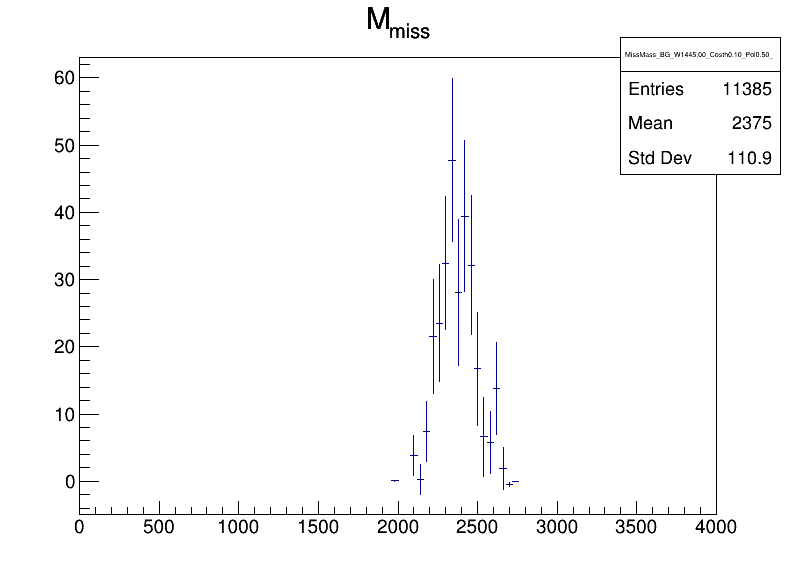 M_miss
MissMass_BG_W1445.00_Costh0.10_Pol0.50_
Entries 11385
Mean 2375
Std Dev 110.9
60
50
40
30
20
10
0
0 500 1000 1500 2000 2500 3000 3500 4000